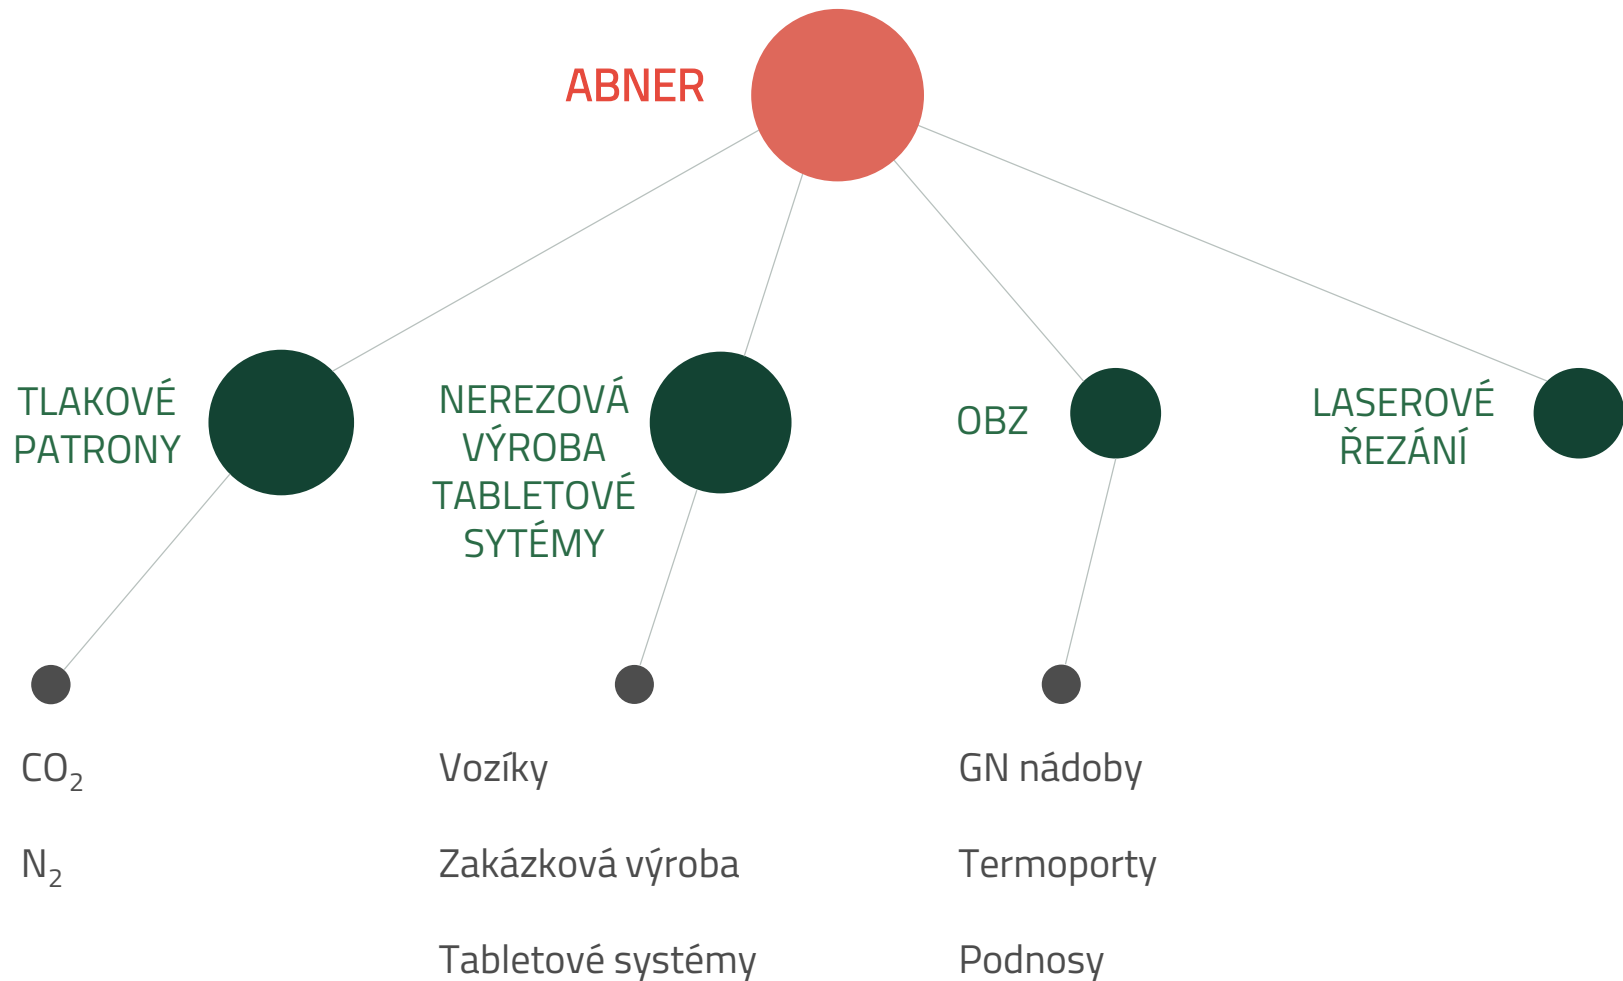 ABNER
TLAKOVÉ
PATRONY
NEREZOVÁ
VÝROBA
TABLETOVÉ
SYTÉMY
OBZ
LASEROVÉ
ŘEZÁNÍ
CO₂
N₂
Vozíky
Zakázková výroba
Tabletové systémy
GN nádoby
Termoporty
Podnosy